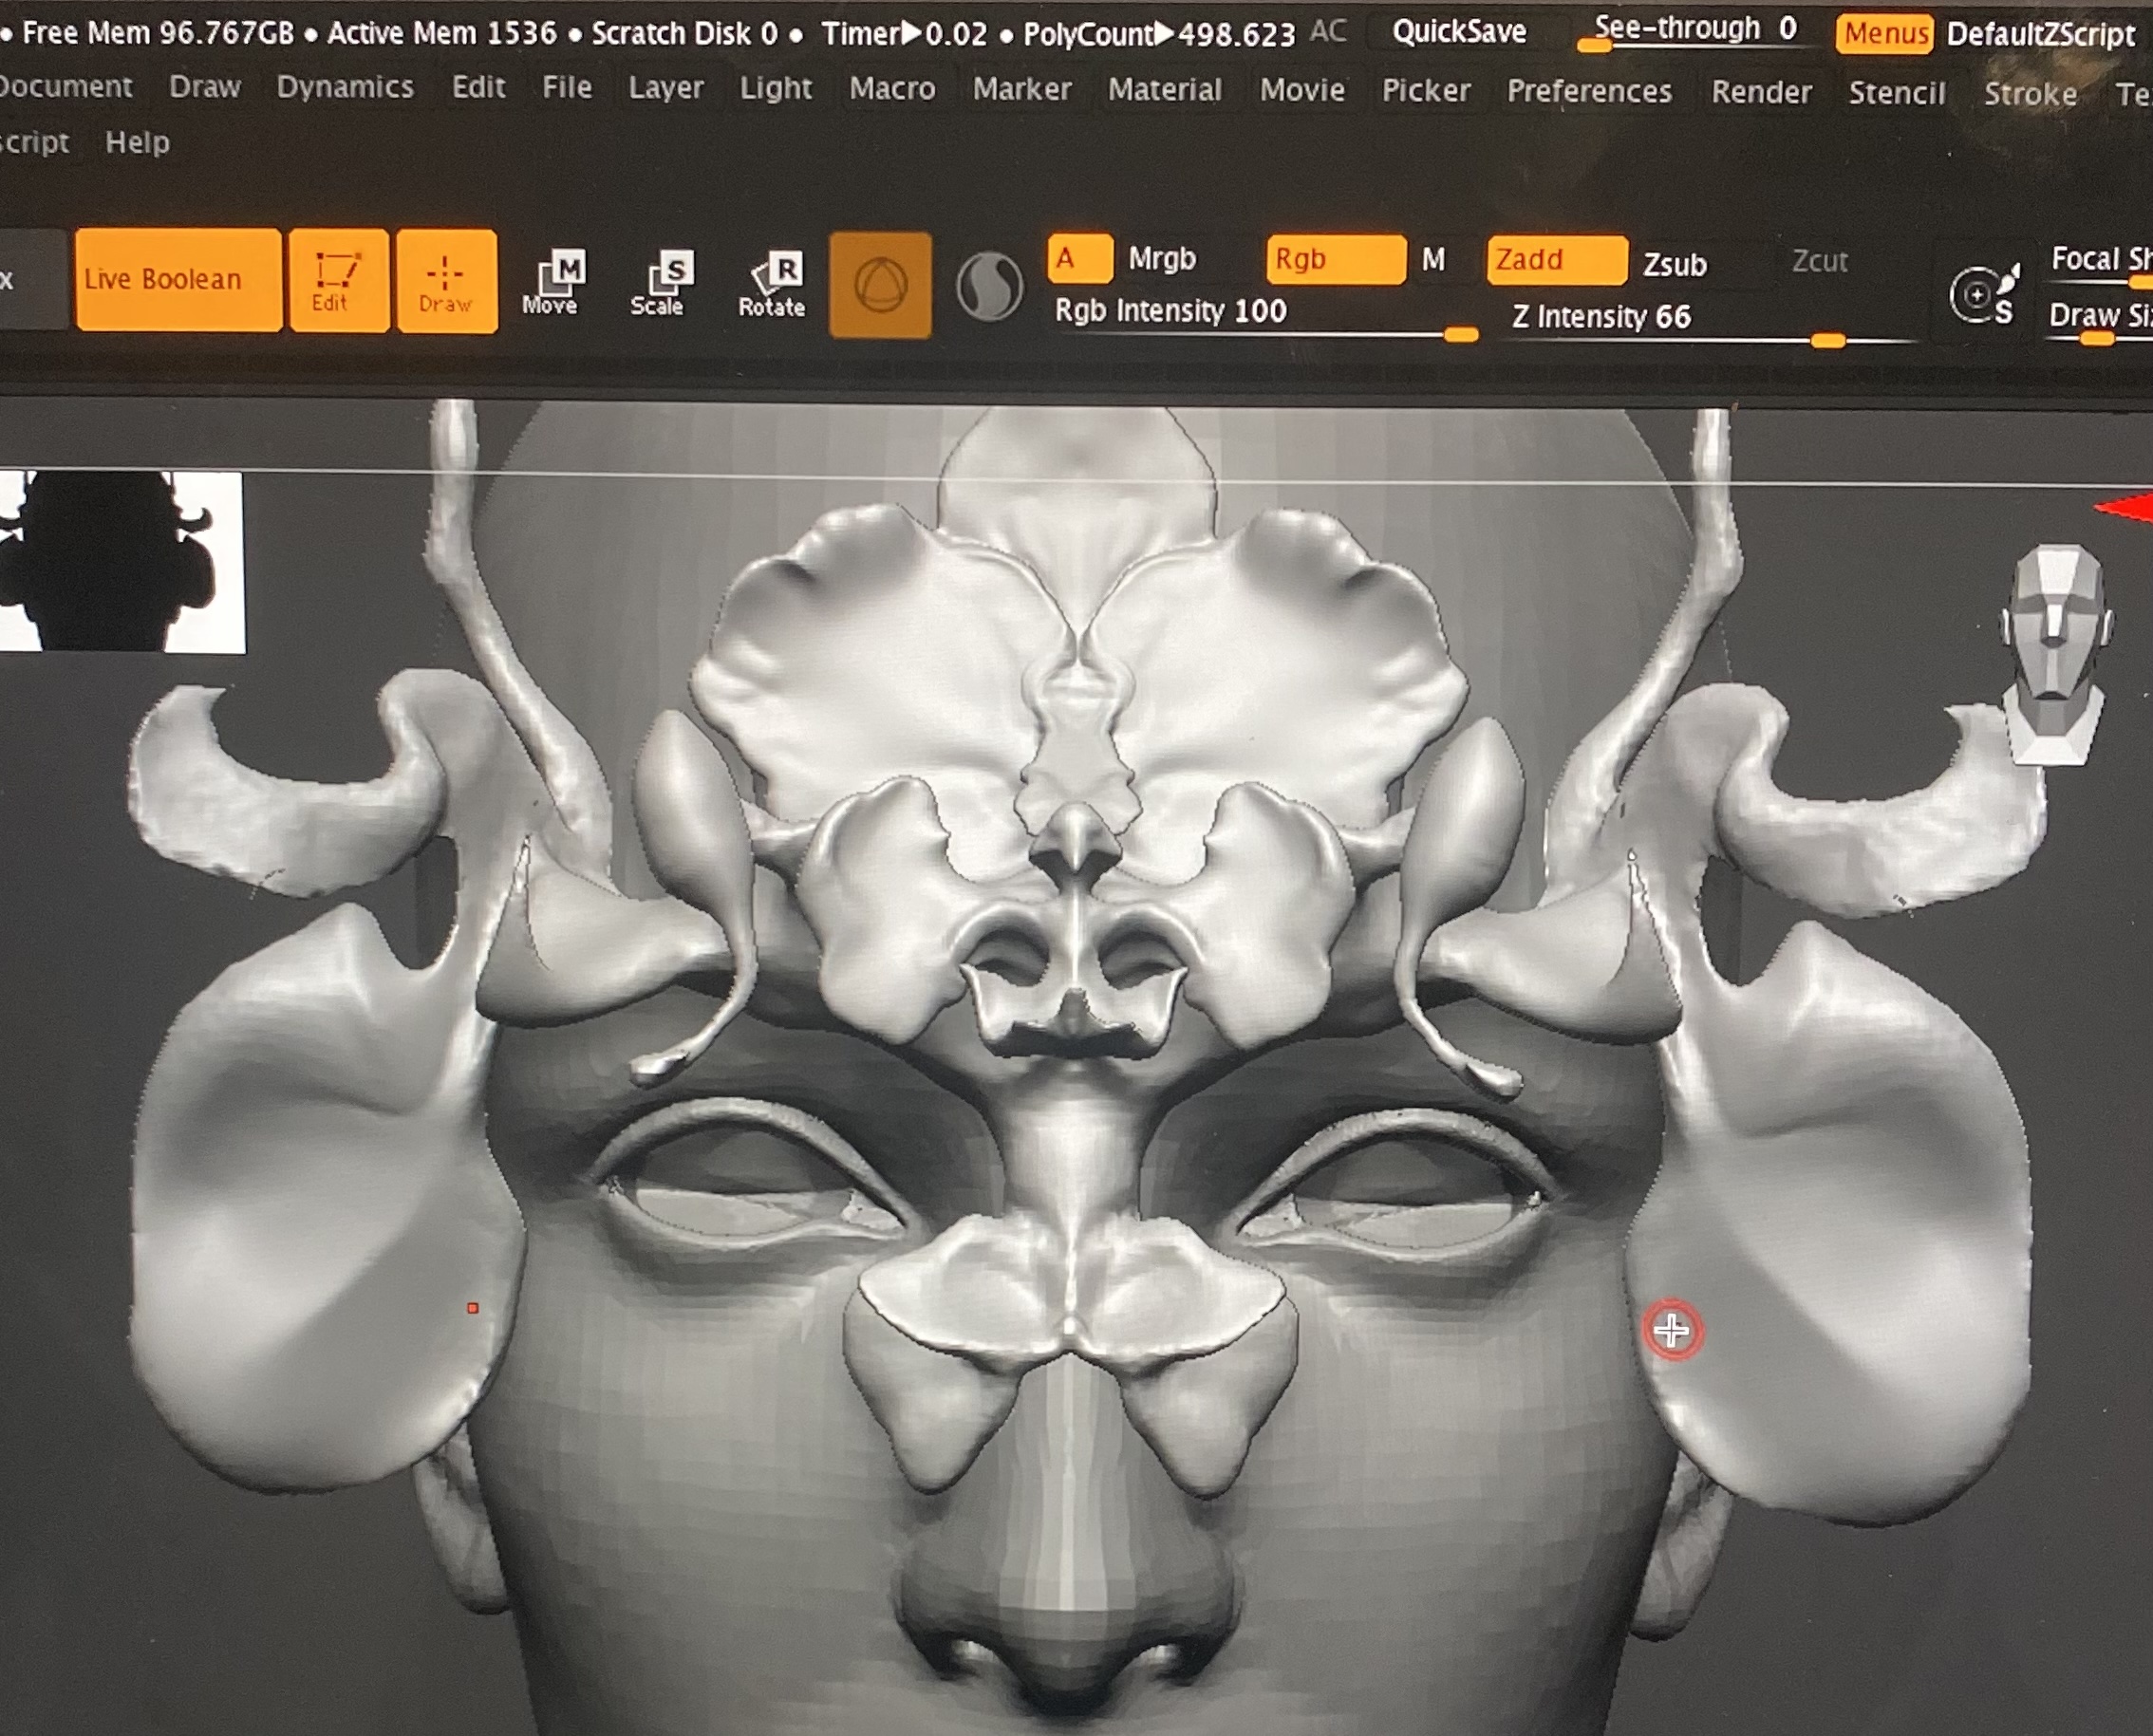 • Free Mem 96.767GB • Active Mem 1536 • Scratch Disk 0 • Timer▶0.02 • PolyCount▶498.623 AC QuickSave See-through 0 Menus DefaultZScript
Document Draw Dynamics Edit File Layer Light Macro Marker Material Movie Picker Preferences Render Stencil Stroke Te
script Help
x Live Boolean Edit Draw M Move S Scale R Rotate A Mrgb Rgb M Zadd Zsub Zcut S Focal Sh
Rgb Intensity 100 Z Intensity 66 Draw Siz